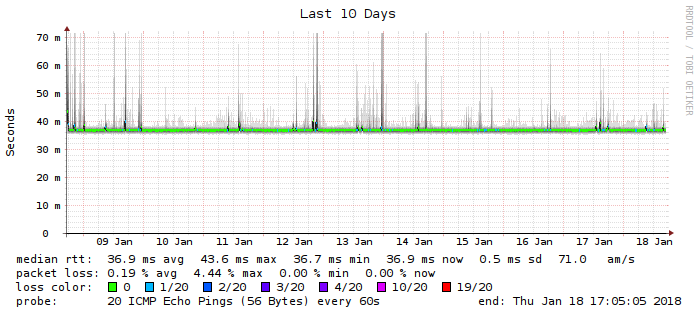 Last 10 Days
RRDTOOL / TOBI OETIKER
Seconds
70 m
60 m
50 m
40 m
30 m
20 m
10 m
0
09 Jan 10 Jan 11 Jan 12 Jan 13 Jan 14 Jan 15 Jan 16 Jan 17 Jan 18 Jan
median rtt: 36.9 ms avg 43.6 ms max 36.7 ms min 36.9 ms now 0.5 ms sd 71.0 am/s
packet loss: 0.19 % avg 4.44 % max 0.00 % min 0.00 % now
loss color: 0 1/20 2/20 3/20 4/20 10/20 19/20
probe: 20 ICMP Echo Pings (56 Bytes) every 60s end: Thu Jan 18 17:05:05 2018